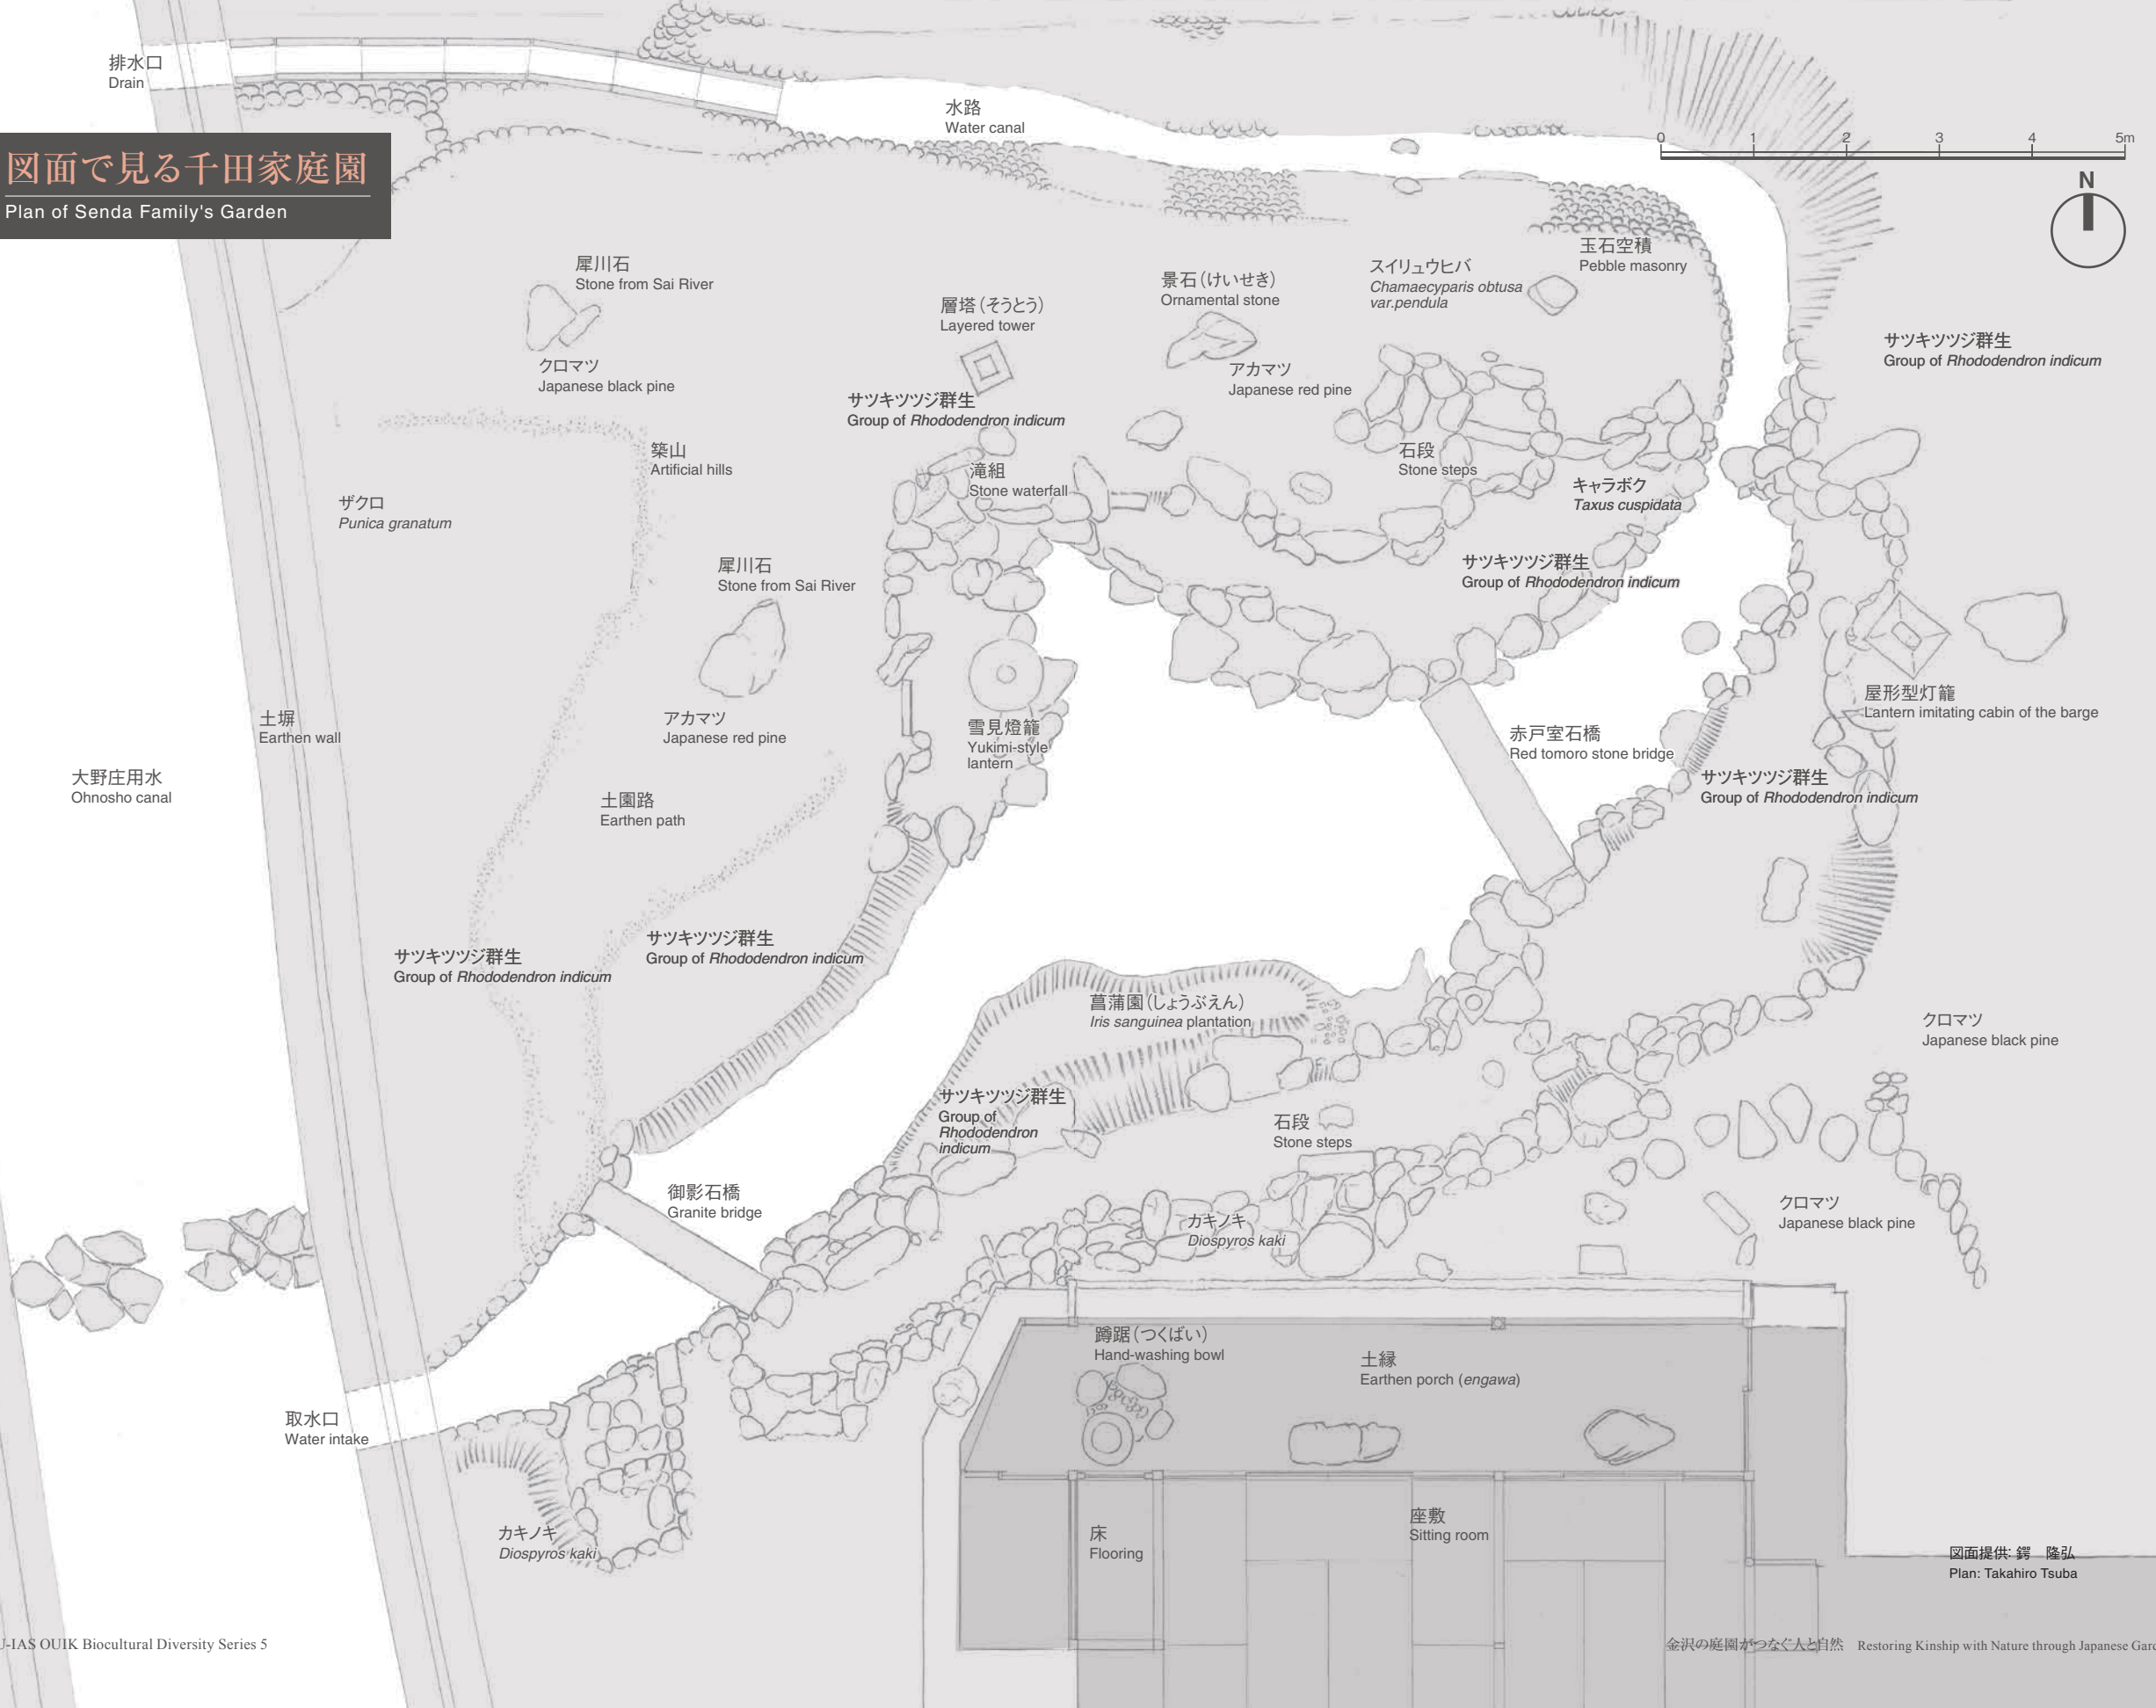 排水口
Drain
図面で見る千田家庭園
Plan of Senda Family's Garden
水路
Water canal
0 1 2 3 4 5m
N
犀川石
Stone from Sai River
クロマツ
Japanese black pine
層塔（そうとう）
Layered tower
サツキツツジ群生
Group of Rhododendron indicum
景石（けいせき）
Ornamental stone
アカマツ
Japanese red pine
スイリュウヒバ
Chamaecyparis obtusa
var.pendula
玉石空積
Pebble masonry
サツキツツジ群生
Group of Rhododendron indicum
築山
Artificial hills
滝組
Stone waterfall
石段
Stone steps
キャラボク
Taxus cuspidata
ザクロ
Punica granatum
犀川石
Stone from Sai River
サツキツツジ群生
Group of Rhododendron indicum
土塀
Earthen wall
アカマツ
Japanese red pine
雪見燈籠
Yukimi-style
lantern
赤戸室石橋
Red tomoro stone bridge
屋形型灯籠
Lantern imitating cabin of the barge
大野庄用水
Ohnosho canal
土園路
Earthen path
サツキツツジ群生
Group of Rhododendron indicum
サツキツツジ群生
Group of Rhododendron indicum
サツキツツジ群生
Group of Rhododendron indicum
菖蒲園（しょうぶえん）
Iris sanguinea plantation
クロマツ
Japanese black pine
サツキツツジ群生
Group of
Rhododendron
indicum
石段
Stone steps
御影石橋
Granite bridge
カキノキ
Diospyros kaki
クロマツ
Japanese black pine
蹲踞（つくばい）
Hand-washing bowl
土縁
Earthen porch (engawa)
取水口
Water intake
カキノキ
Diospyros kaki
床
Flooring
座敷
Sitting room
図面提供: 鍔　隆弘
Plan: Takahiro Tsuba
J-IAS OUIK Biocultural Diversity Series 5
金沢の庭園がつなぐ人と自然　Restoring Kinship with Nature through Japanese Gard